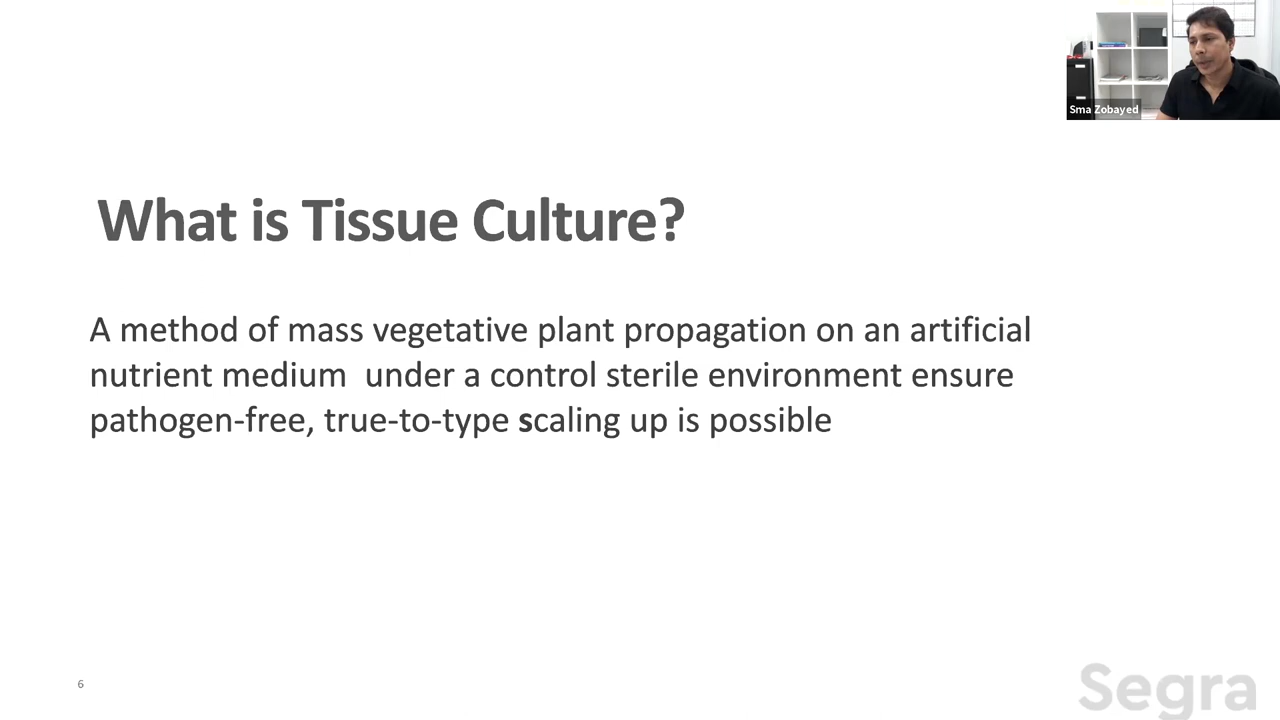 Sma Zobayed
What is Tissue Culture?
A method of mass vegetative plant propagation on an artificial
nutrient medium  under a control sterile environment ensure
pathogen-free, true-to-type scaling up is possible
6
Segra